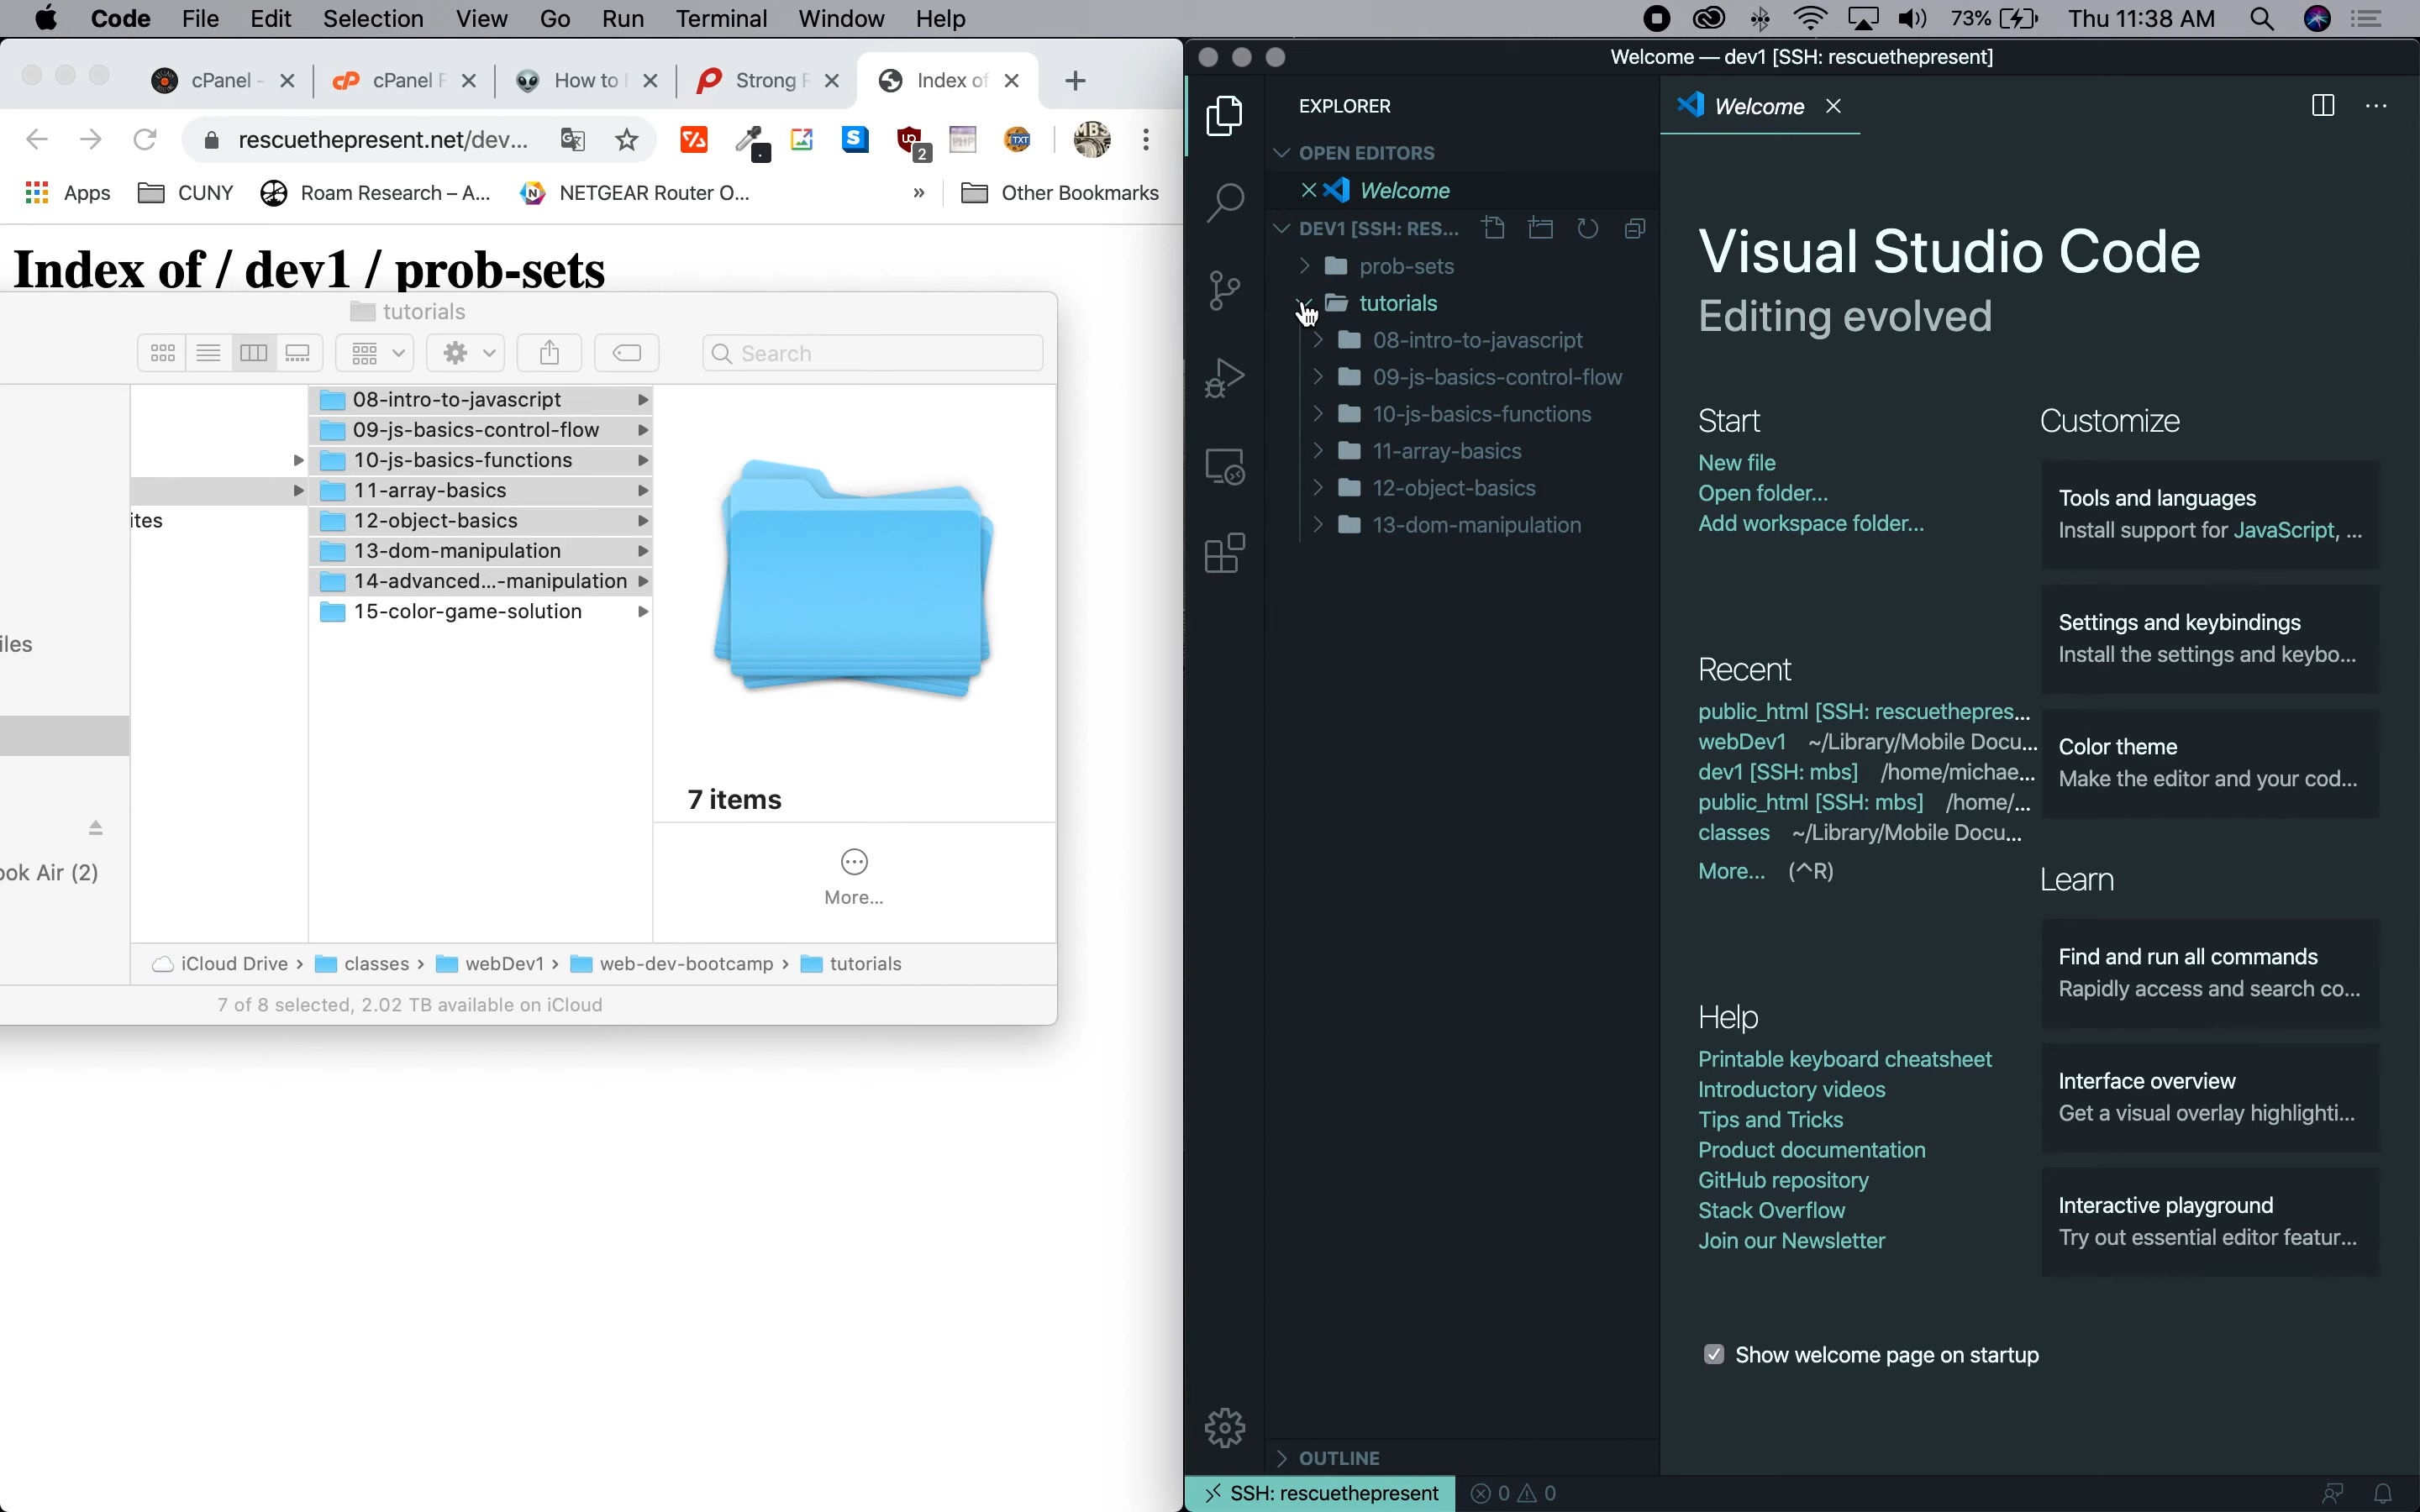 Code File Edit Selection View Go Run Terminal Window Help
73% Thu 11:38 AM
cPanel -
cPanel F
How to
Strong
Index of
rescuethepresent.net/dev...
2
PHP
TXT
MBS
Apps
CUNY
Roam Research – A...
NETGEAR Router O...
»
Other Bookmarks
Index of / dev1 / prob-sets
tutorials
Search
08-intro-to-javascript
09-js-basics-control-flow
10-js-basics-functions
11-array-basics
12-object-basics
13-dom-manipulation
14-advanced...-manipulation
15-color-game-solution
ites
iles
ook Air (2)
7 items
More...
iCloud Drive › classes › webDev1 › web-dev-bootcamp › tutorials
7 of 8 selected, 2.02 TB available on iCloud
Welcome — dev1 [SSH: rescuethepresent]
EXPLORER
OPEN EDITORS
Welcome
DEV1 [SSH: RES...
prob-sets
tutorials
08-intro-to-javascript
09-js-basics-control-flow
10-js-basics-functions
11-array-basics
12-object-basics
13-dom-manipulation
OUTLINE
Welcome
Visual Studio Code
Editing evolved
Start
New file
Open folder...
Add workspace folder...
Recent
public_html [SSH: rescuethepres...
webDev1 ~/Library/Mobile Docu...
dev1 [SSH: mbs] /home/michae...
public_html [SSH: mbs] /home/...
classes ~/Library/Mobile Docu...
More... (^R)
Help
Printable keyboard cheatsheet
Introductory videos
Tips and Tricks
Product documentation
GitHub repository
Stack Overflow
Join our Newsletter
Customize
Tools and languages
Install support for JavaScript, ...
Settings and keybindings
Install the settings and keybo...
Color theme
Make the editor and your cod...
Learn
Find and run all commands
Rapidly access and search co...
Interface overview
Get a visual overlay highlighti...
Interactive playground
Try out essential editor featur...
Show welcome page on startup
SSH: rescuethepresent
0 0